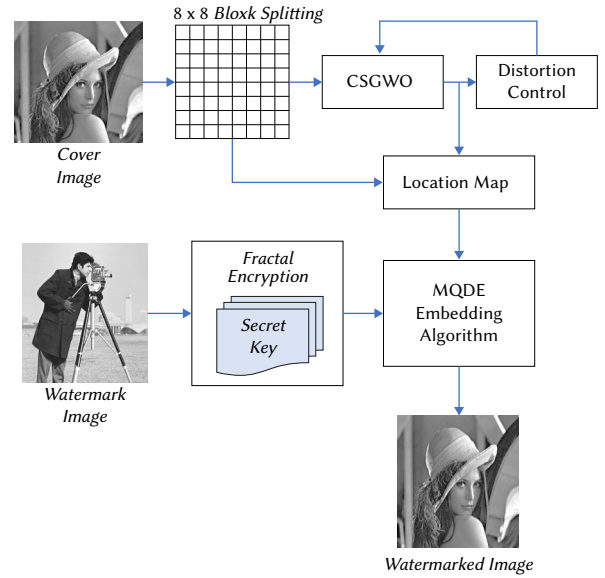 8 x 8 Bloxk Splitting
CSGWO
Distortion
Control
Cover
Image
Location Map
Fractal
Encryption
Secret
Key
MQDE
Embedding
Algorithm
Watermark
Image
Watermarked Image